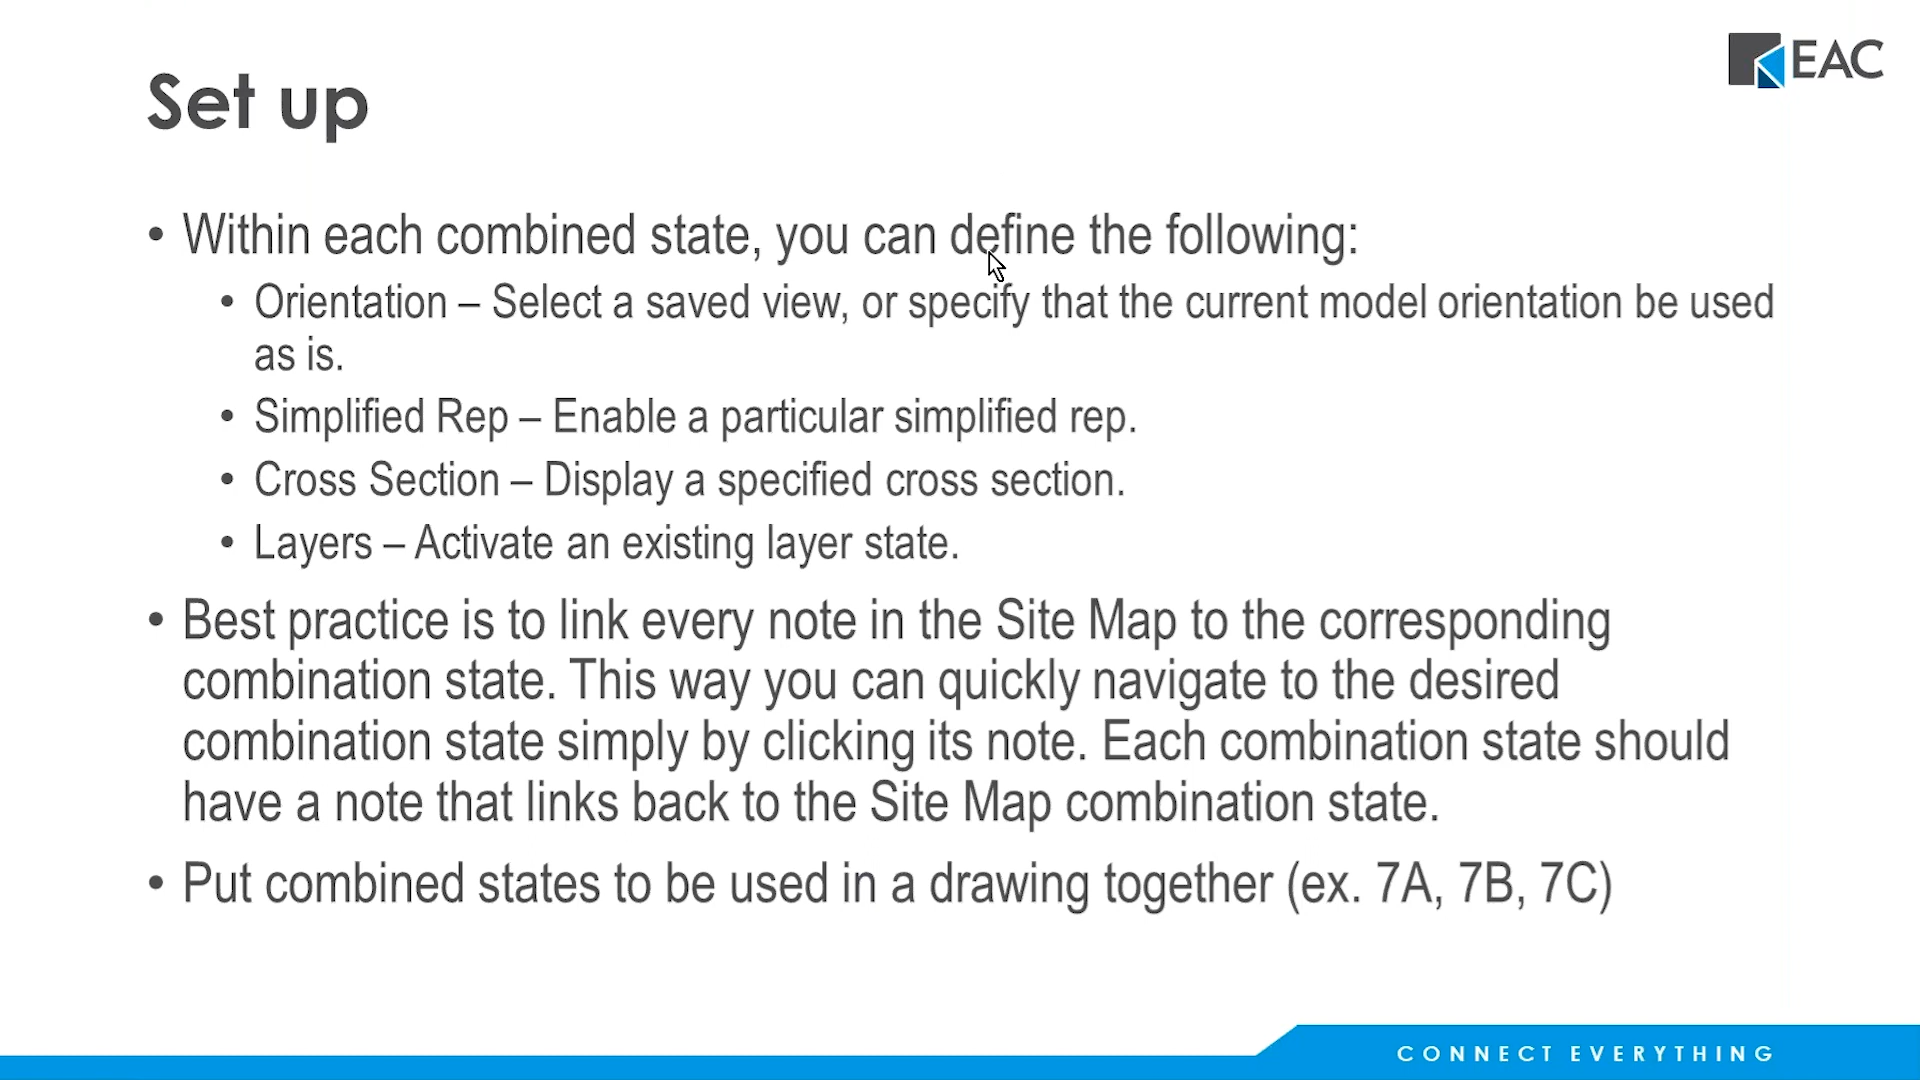 EAC
Set up
• Within each combined state, you can define the following:
• Orientation – Select a saved view, or specify that the current model orientation be used
as is.
• Simplified Rep – Enable a particular simplified rep.
• Cross Section – Display a specified cross section.
• Layers – Activate an existing layer state.
• Best practice is to link every note in the Site Map to the corresponding
combination state. This way you can quickly navigate to the desired
combination state simply by clicking its note. Each combination state should
have a note that links back to the Site Map combination state.
• Put combined states to be used in a drawing together (ex. 7A, 7B, 7C)
CONNECT EVERYTHING